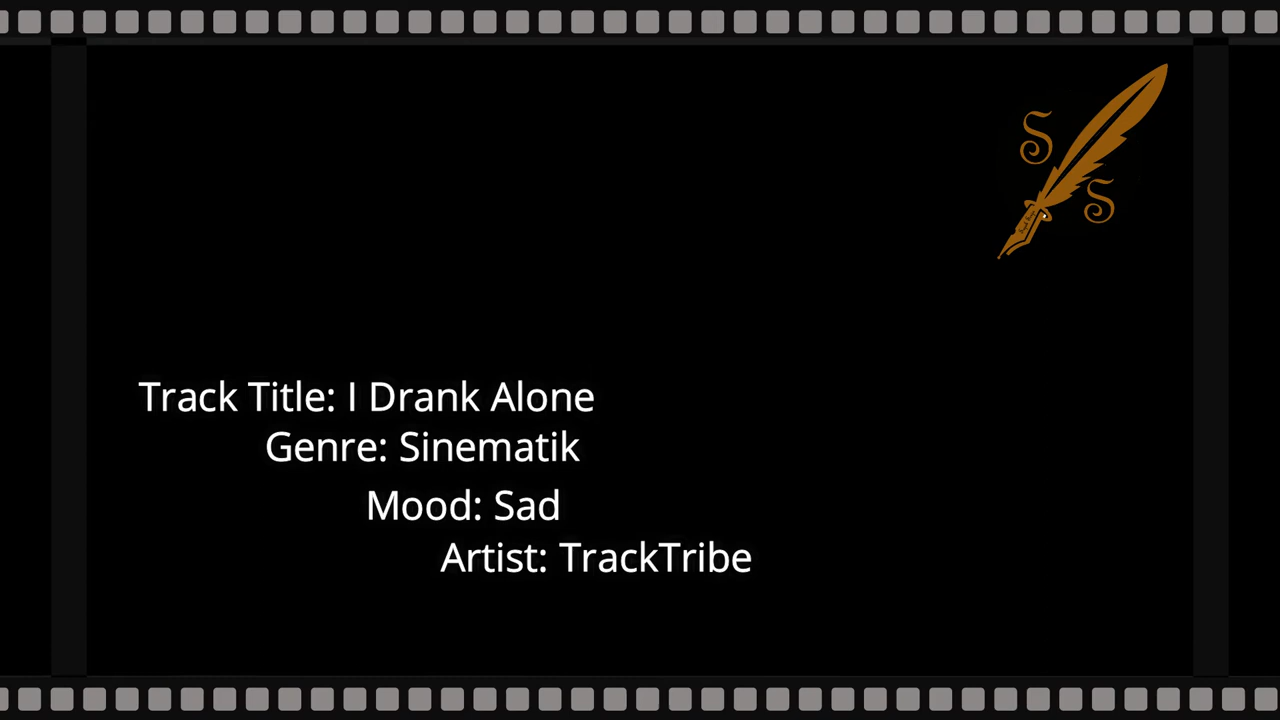 S
S
Track Title: I Drank Alone
Genre: Sinematik
Mood: Sad
Artist: TrackTribe